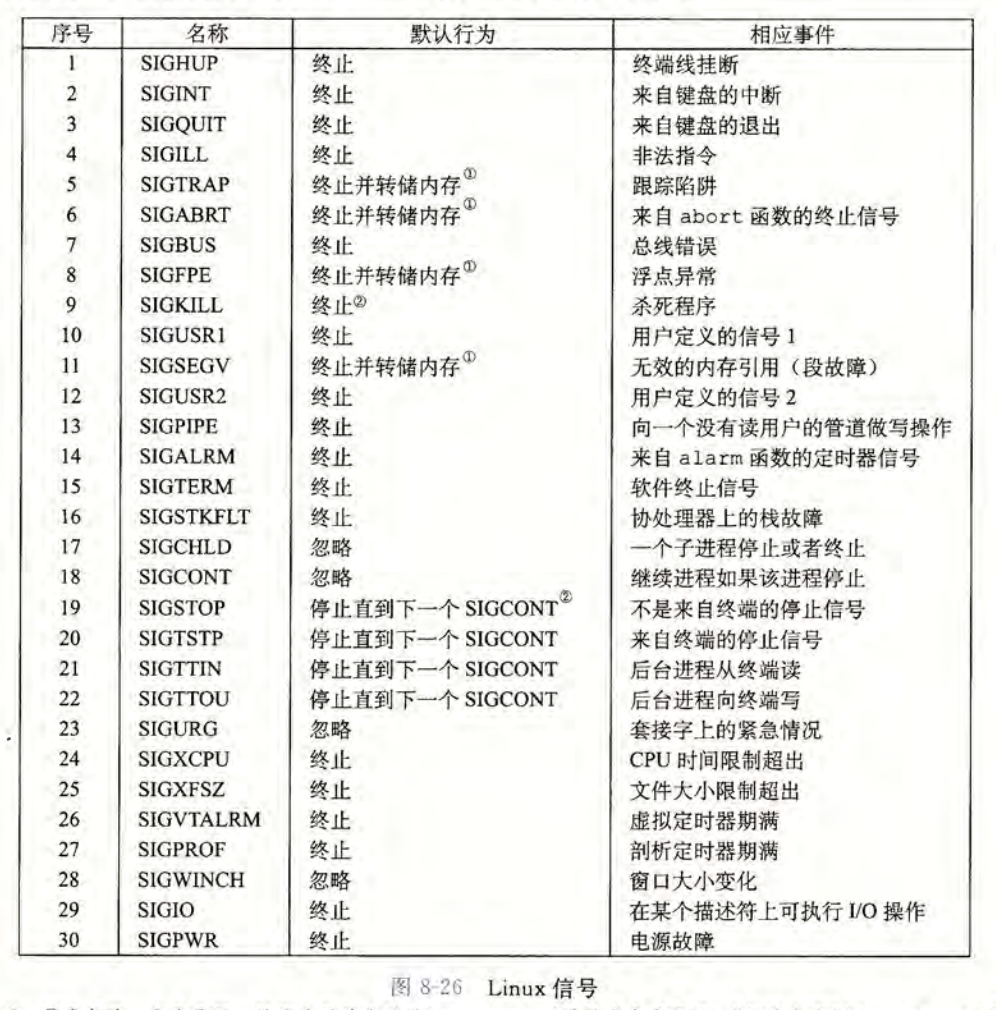 序号 名称 默认行为 相应事件
1 SIGHUP 终止 终端线挂断
2 SIGINT 终止 来自键盘的中断
3 SIGQUIT 终止 来自键盘的退出
4 SIGILL 终止 非法指令
5 SIGTRAP 终止并转储内存① 跟踪陷阱
6 SIGABRT 终止并转储内存① 来自 abort 函数的终止信号
7 SIGBUS 终止 总线错误
8 SIGFPE 终止并转储内存① 浮点异常
9 SIGKILL 终止② 杀死程序
10 SIGUSR1 终止 用户定义的信号 1
11 SIGSEGV 终止并转储内存① 无效的内存引用（段故障）
12 SIGUSR2 终止 用户定义的信号 2
13 SIGPIPE 终止 向一个没有读用户的管道做写操作
14 SIGALRM 终止 来自 alarm 函数的定时器信号
15 SIGTERM 终止 软件终止信号
16 SIGSTKFLT 终止 协处理器上的栈故障
17 SIGCHLD 忽略 一个子进程停止或者终止
18 SIGCONT 忽略 继续进程如果该进程停止
19 SIGSTOP 停止直到下一个 SIGCONT② 不是来自终端的停止信号
20 SIGTSTP 停止直到下一个 SIGCONT 来自终端的停止信号
21 SIGTTIN 停止直到下一个 SIGCONT 后台进程从终端读
22 SIGTTOU 停止直到下一个 SIGCONT 后台进程向终端写
23 SIGURG 忽略 套接字上的紧急情况
24 SIGXCPU 终止 CPU 时间限制超出
25 SIGXFSZ 终止 文件大小限制超出
26 SIGVTALRM 终止 虚拟定时器期满
27 SIGPROF 终止 剖析定时器期满
28 SIGWINCH 忽略 窗口大小变化
29 SIGIO 终止 在某个描述符上可执行 I/O 操作
30 SIGPWR 终止 电源故障
图 8-26 Linux 信号